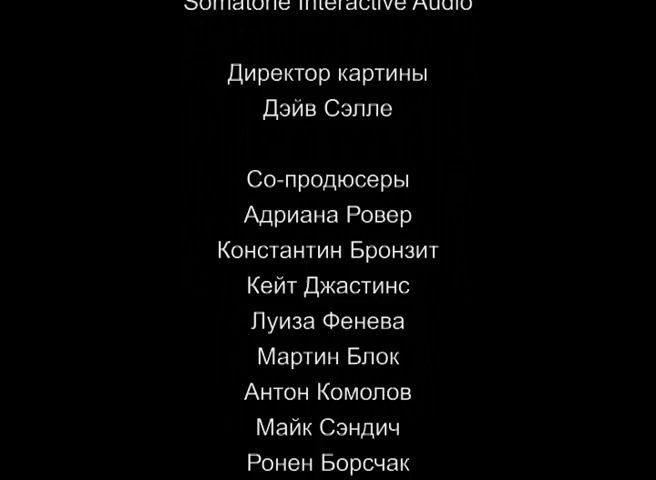 Somatone Interactive Audio
Директор картины
Дэйв Сэлле
Со-продюсеры
Адриана Ровер
Константин Бронзит
Кейт Джастинс
Луиза Фенева
Мартин Блок
Антон Комолов
Майк Сэндич
Ронен Борсчак